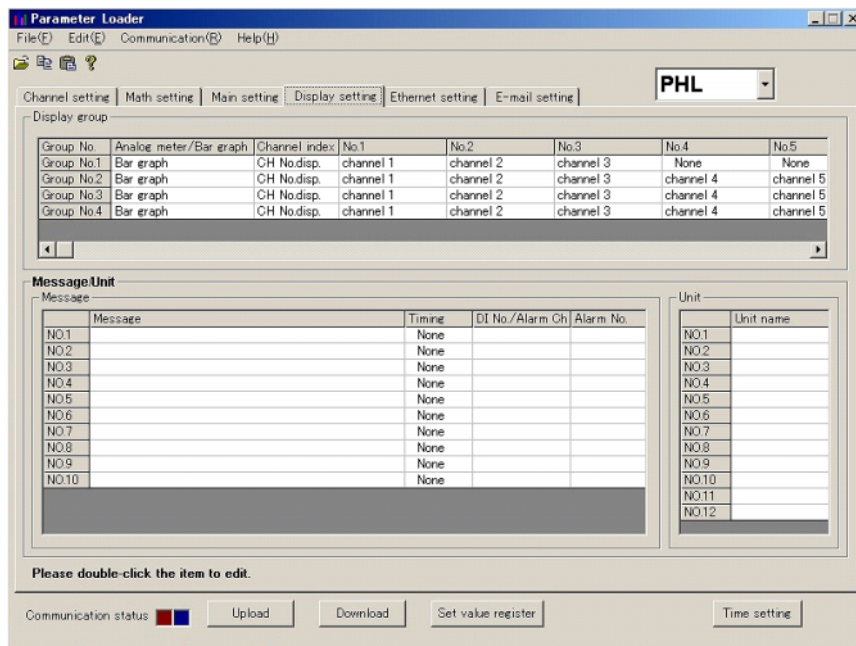 Parameter Loader
File(F) Edit(E) Communication(R) Help(H)
PHL
Channel setting Math setting Main setting Display setting Ethernet setting E-mail setting
Display group
Group No. Analog meter/Bar graph Channel index No.1 No.2 No.3 No.4 No.5
Group No.1 Bar graph CH No.disp. channel 1 channel 2 channel 3 None None
Group No.2 Bar graph CH No.disp. channel 1 channel 2 channel 3 channel 4 channel 5
Group No.3 Bar graph CH No.disp. channel 1 channel 2 channel 3 channel 4 channel 5
Group No.4 Bar graph CH No.disp. channel 1 channel 2 channel 3 channel 4 channel 5
Message/Unit
Message Unit
Message Timing DI No./Alarm Ch Alarm No. Unit name
NO.1 None NO.1
NO.2 None NO.2
NO.3 None NO.3
NO.4 None NO.4
NO.5 None NO.5
NO.6 None NO.6
NO.7 None NO.7
NO.8 None NO.8
NO.9 None NO.9
NO.10 None NO.10
NO.11
NO.12
Please double-click the item to edit.
Communication status Upload Download Set value register Time setting